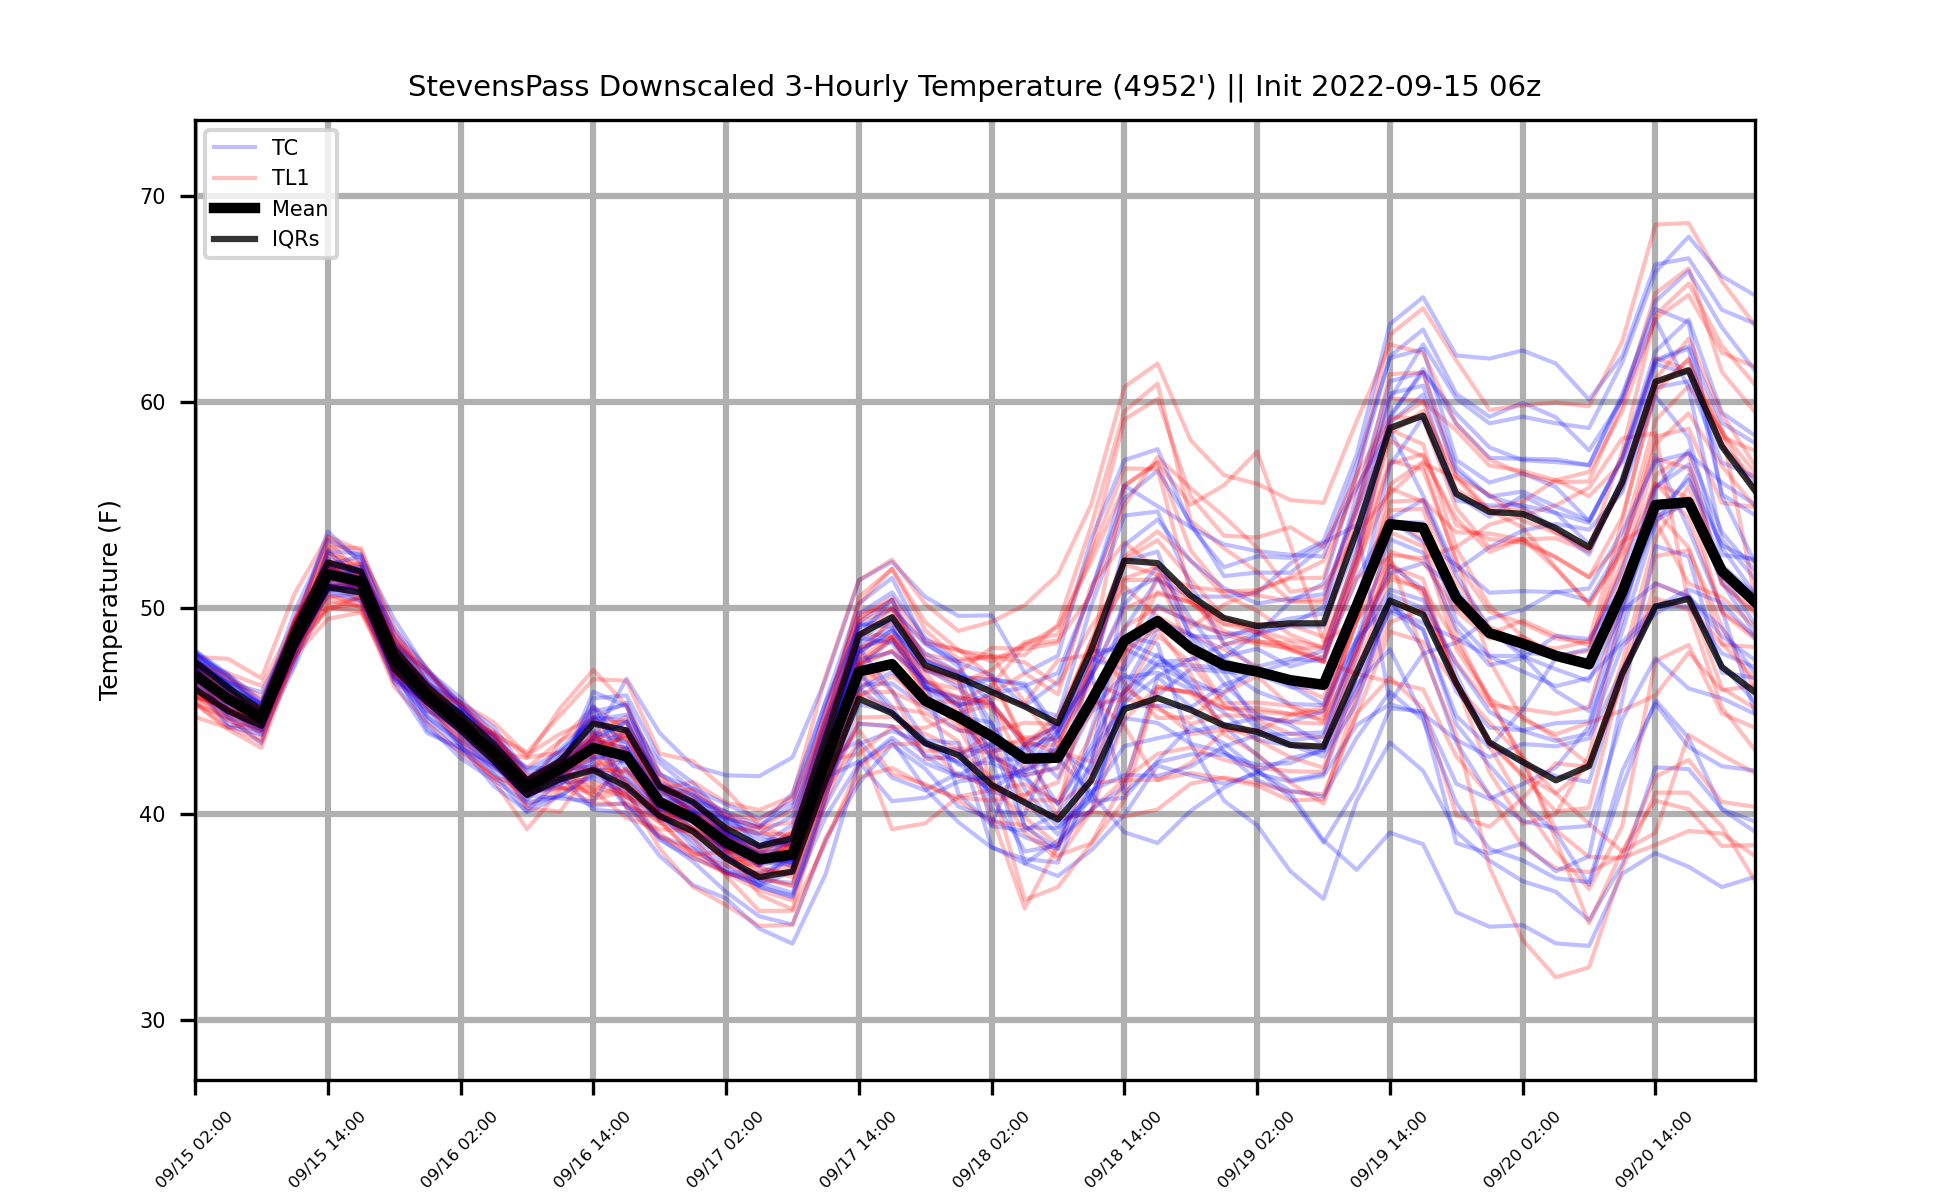 StevensPass Downscaled 3-Hourly Temperature (4952') || Init 2022-09-15 06z
TC
TL1
Mean
IQRs
Temperature (F)
70
60
50
40
30
09/15 02:00
09/15 14:00
09/16 02:00
09/16 14:00
09/17 02:00
09/17 14:00
09/18 02:00
09/18 14:00
09/19 02:00
09/19 14:00
09/20 02:00
09/20 14:00